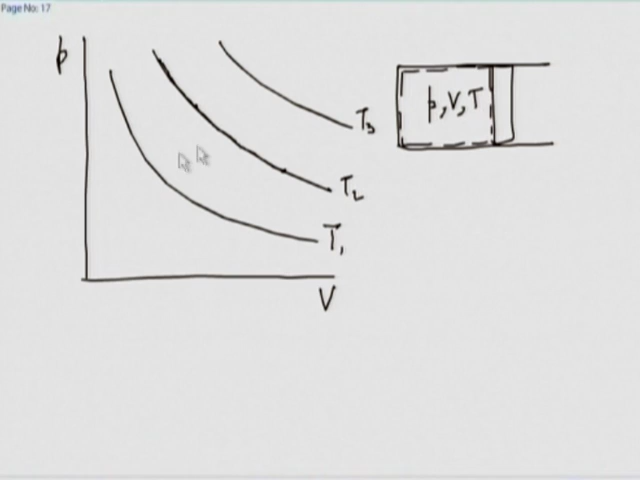 Page No: 17
p
p, V, T
T₃
T₂
T₁
V